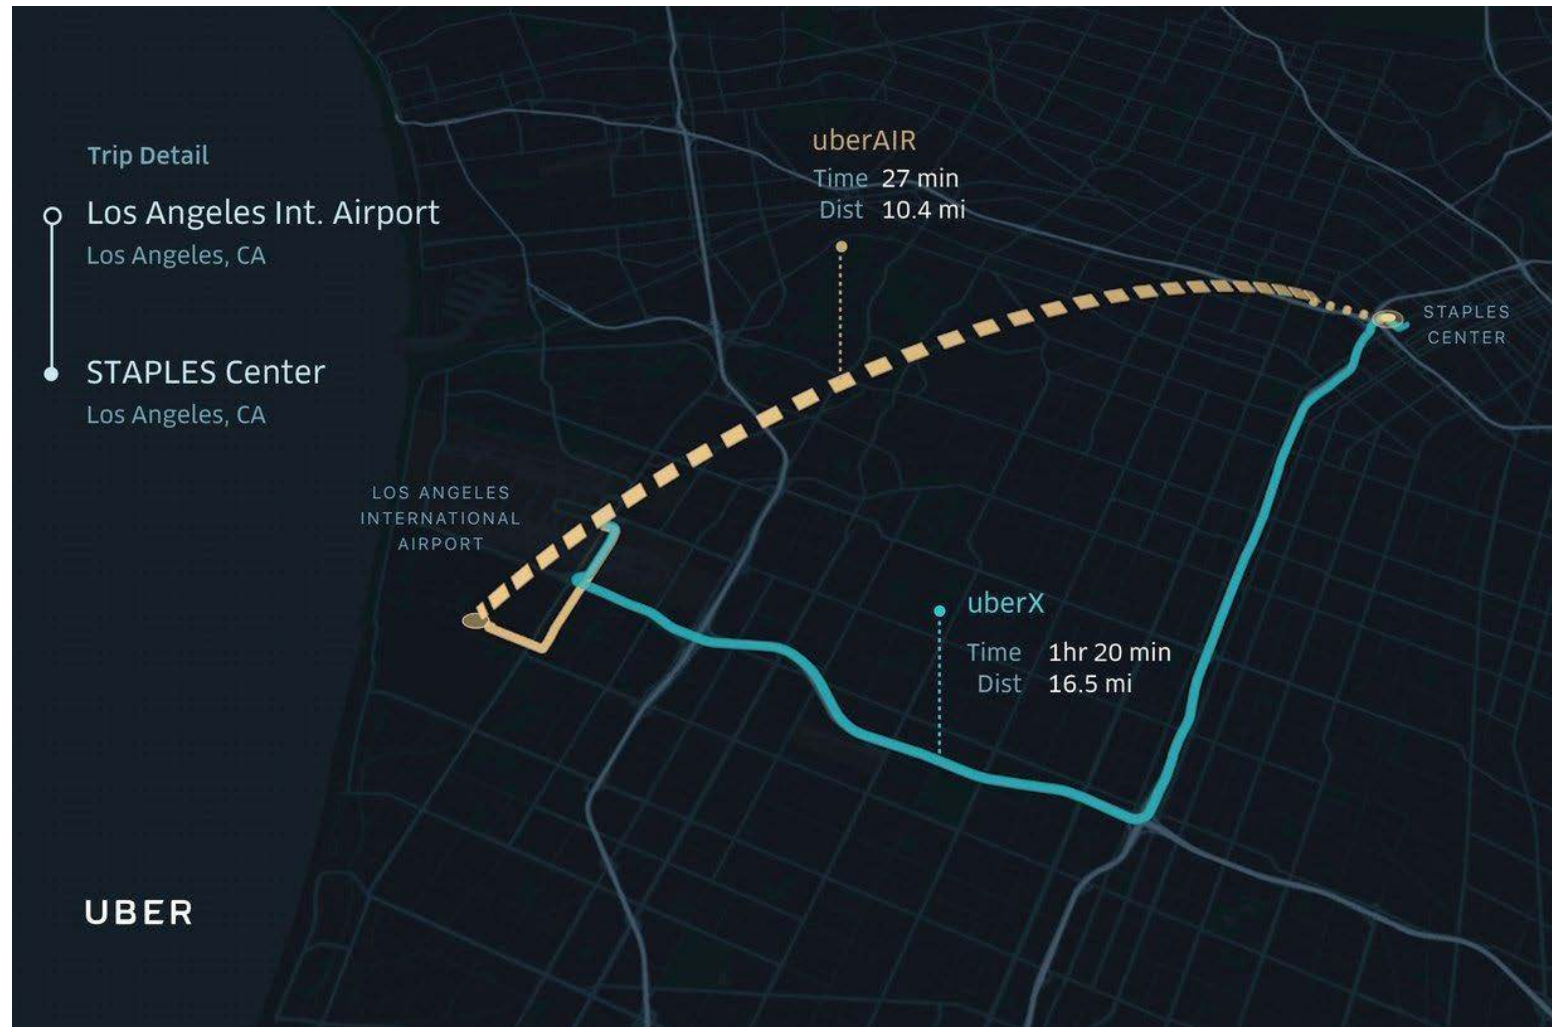 Trip Detail
Los Angeles Int. Airport
Los Angeles, CA
STAPLES Center
Los Angeles, CA
uberAIR
Time 27 min
Dist 10.4 mi
STAPLES
CENTER
LOS ANGELES
INTERNATIONAL
AIRPORT
uberX
Time 1hr 20 min
Dist 16.5 mi
UBER